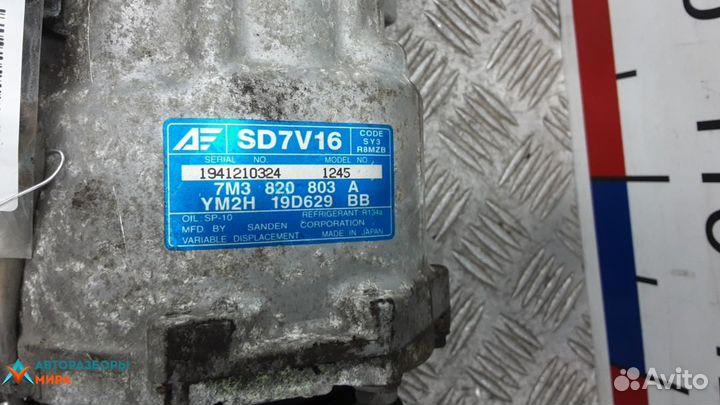 AF SD7V16 CODE
SY3
R8MZB
SERIAL NO. MODEL NO.
1941210324 1245
7M3 820 803 A
YM2H 19D629 BB
OIL: SP-10 REFRIGERANT: R134a
MFD BY SANDEN CORPORATION
VARIABLE DISPLACEMENT MADE IN JAPAN
АВТОРАЗБОРЫ
МИРА
Avito